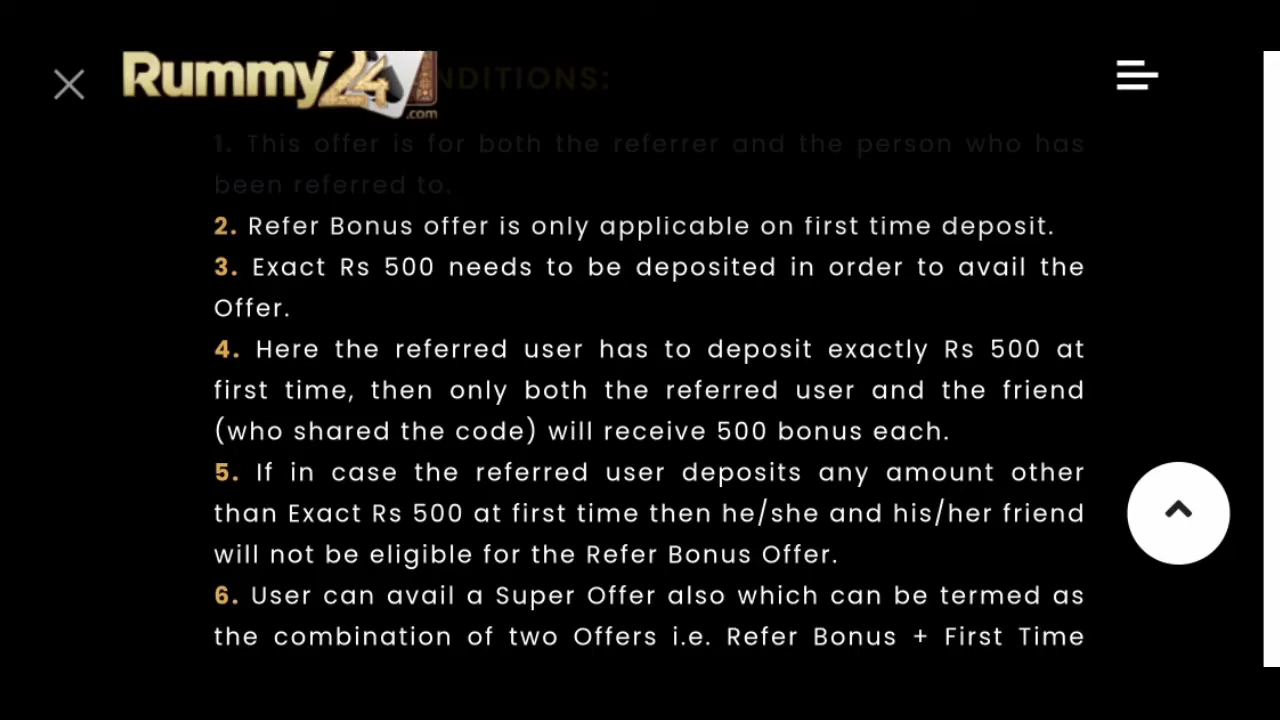 Rummy24
.com
NDITIONS:
1. This offer is for both the referrer and the person who has
been referred to.
2. Refer Bonus offer is only applicable on first time deposit.
3. Exact Rs 500 needs to be deposited in order to avail the
Offer.
4. Here the referred user has to deposit exactly Rs 500 at
first time, then only both the referred user and the friend
(who shared the code) will receive 500 bonus each.
5. If in case the referred user deposits any amount other
than Exact Rs 500 at first time then he/she and his/her friend
will not be eligible for the Refer Bonus Offer.
6. User can avail a Super Offer also which can be termed as
the combination of two Offers i.e. Refer Bonus + First Time